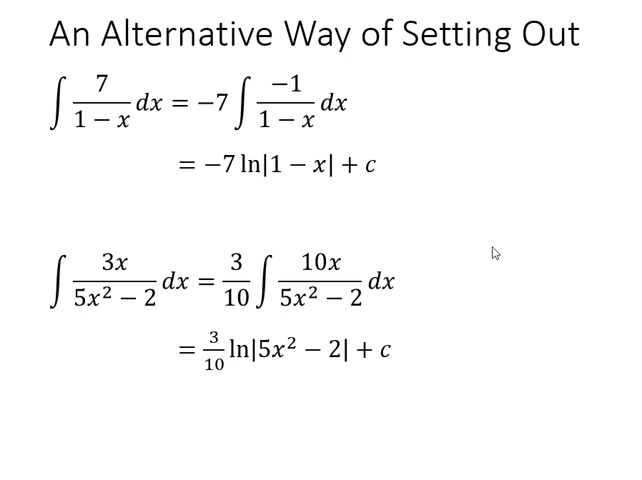 An Alternative Way of Setting Out
∫ 7/(1 − x) dx = −7 ∫ −1/(1 − x) dx
= −7 ln|1 − x| + c
∫ 3x/(5x² − 2) dx = 3/10 ∫ 10x/(5x² − 2) dx
= 3/10 ln|5x² − 2| + c